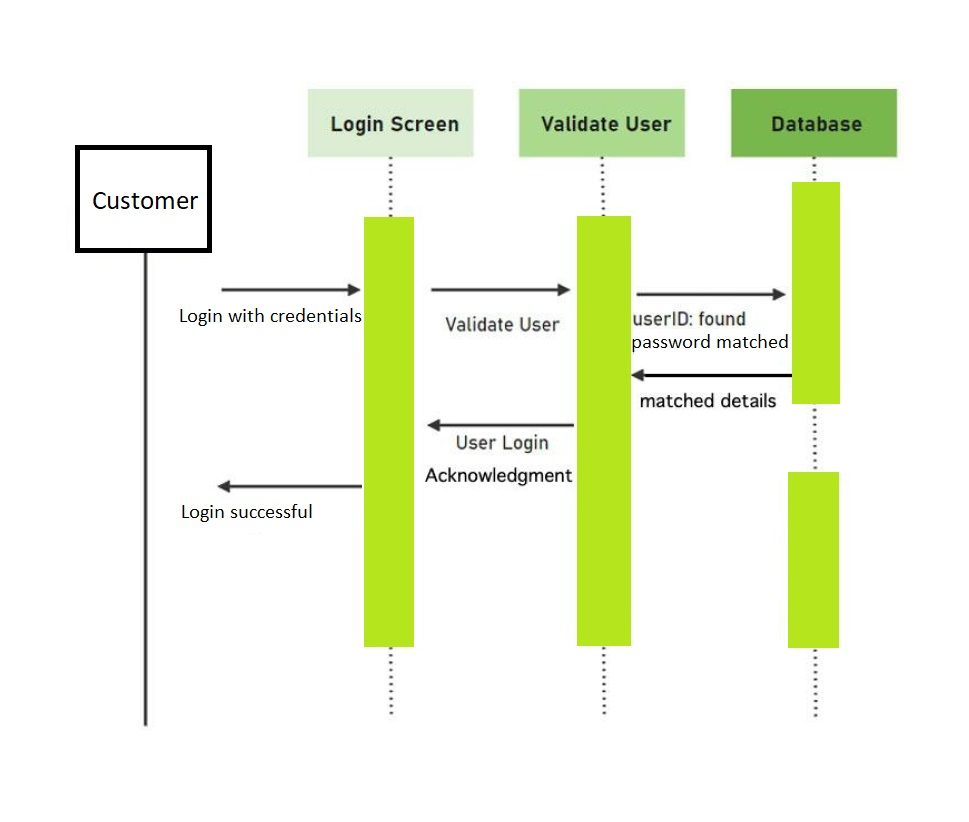 Login Screen
Validate User
Database
Customer
Login with credentials
Validate User
userID: found
password matched
matched details
User Login
Acknowledgment
Login successful